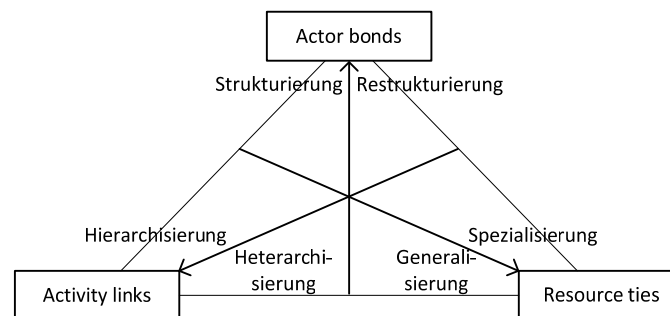 Actor bonds
Strukturierung Restrukturierung
Hierarchisierung Spezialisierung
Heterarchi- Generali-
sierung sierung
Activity links Resource ties